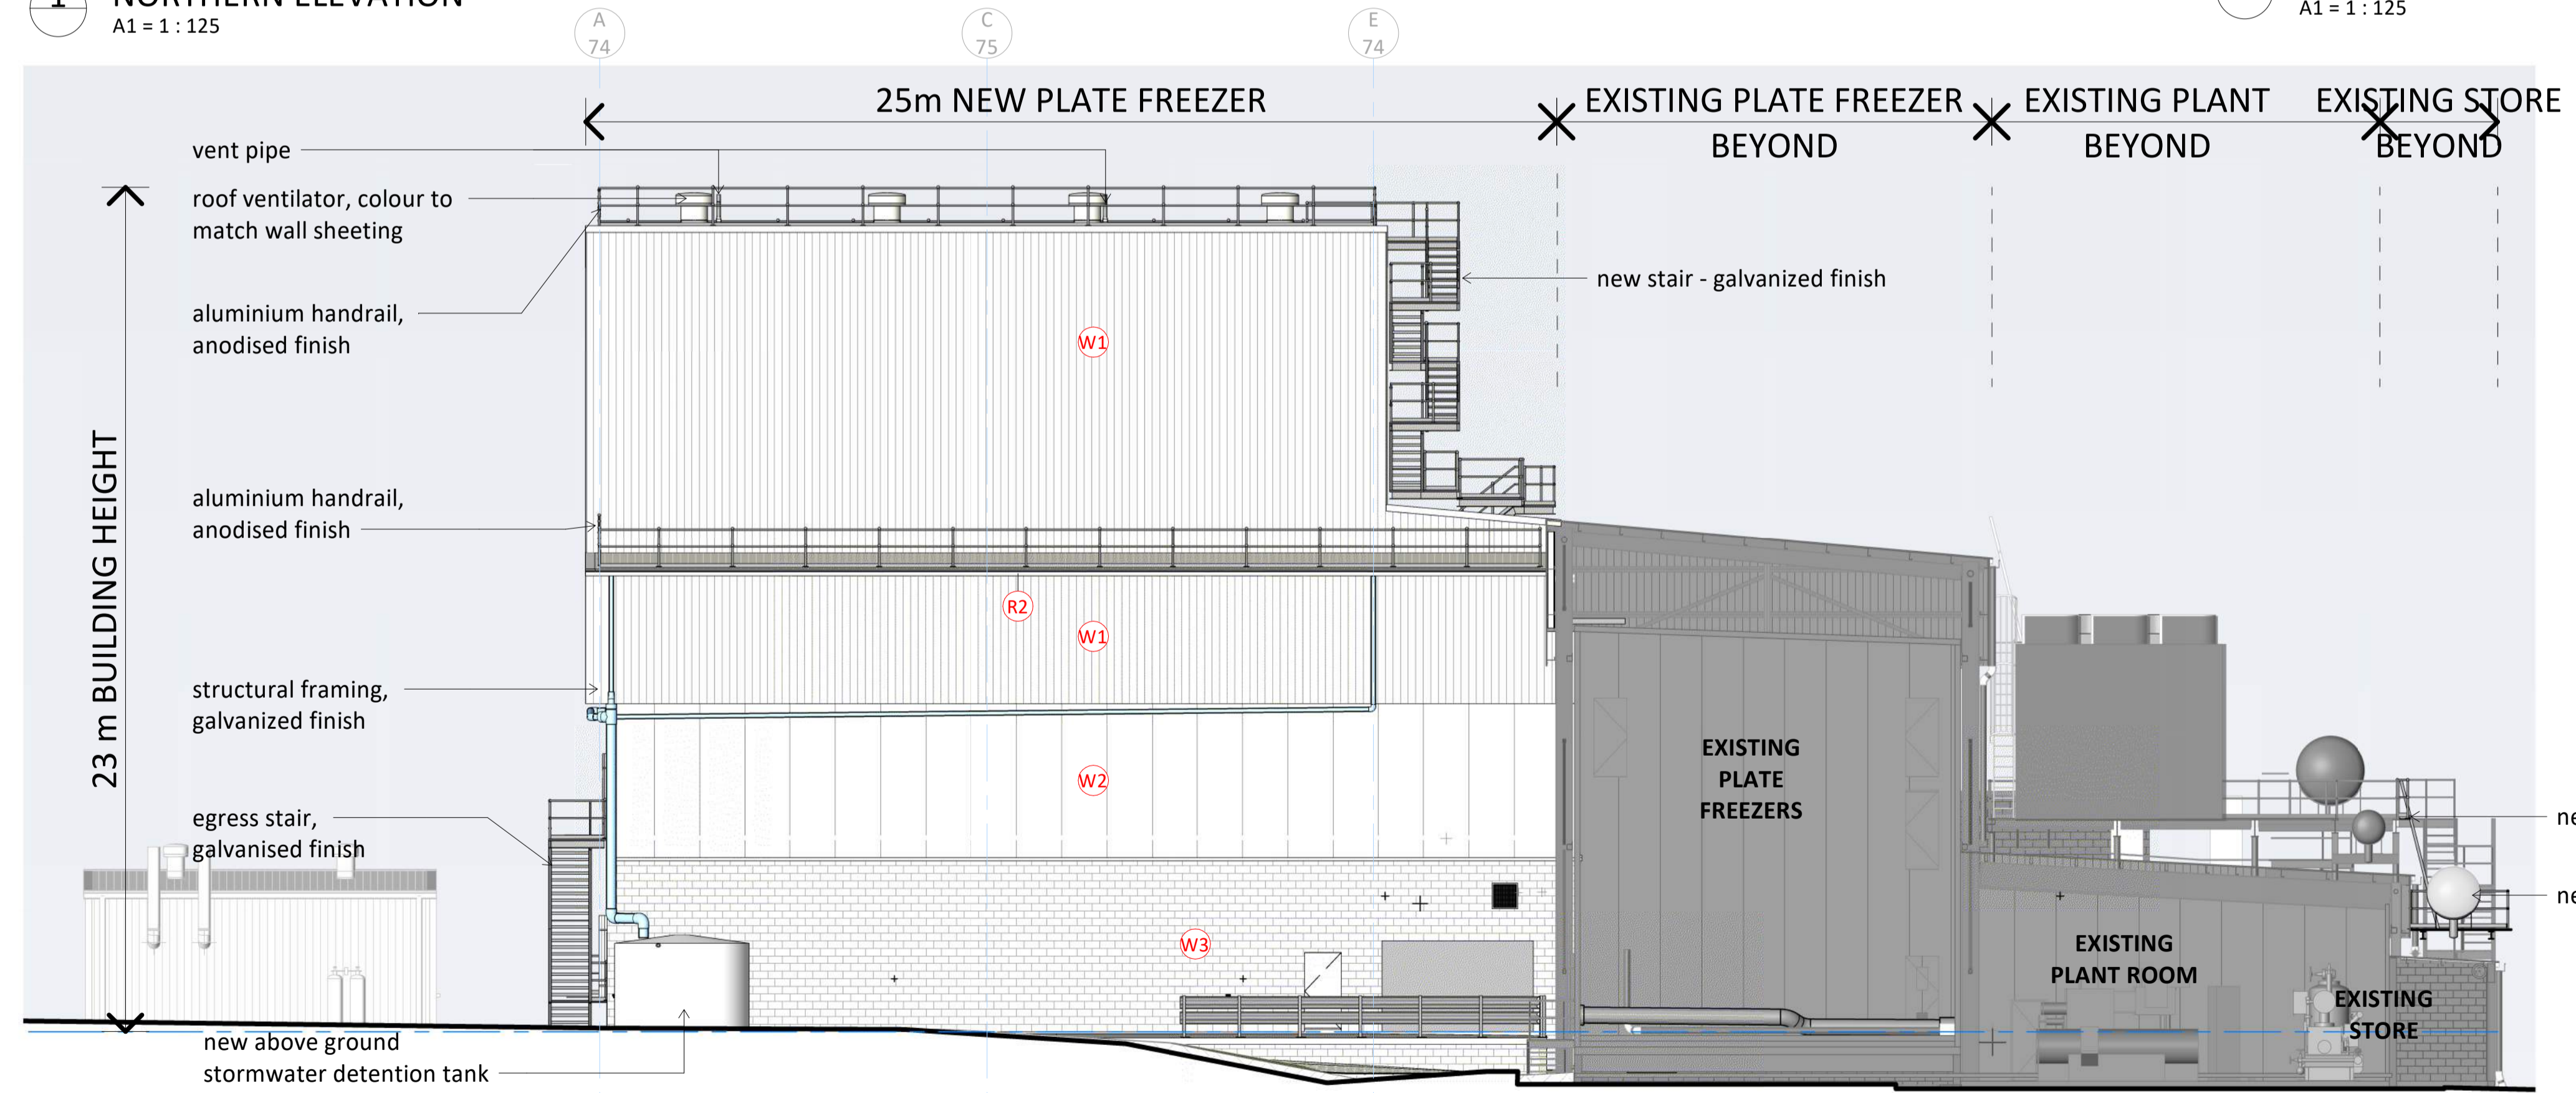 1 NORTHERN ELEVATION
A1 = 1 : 125
A1 = 1 : 125
A
74
C
75
E
74
25m NEW PLATE FREEZER
EXISTING PLATE FREEZER
BEYOND
EXISTING PLANT
BEYOND
EXISTING STORE
BEYOND
vent pipe
roof ventilator, colour to
match wall sheeting
aluminium handrail,
anodised finish
new stair - galvanized finish
W1
aluminium handrail,
anodised finish
23 m BUILDING HEIGHT
R2
W1
structural framing,
galvanized finish
W2
EXISTING
PLATE
FREEZERS
egress stair,
galvanised finish
ne
ne
W3
EXISTING
PLANT ROOM
EXISTING
STORE
new above ground
stormwater detention tank